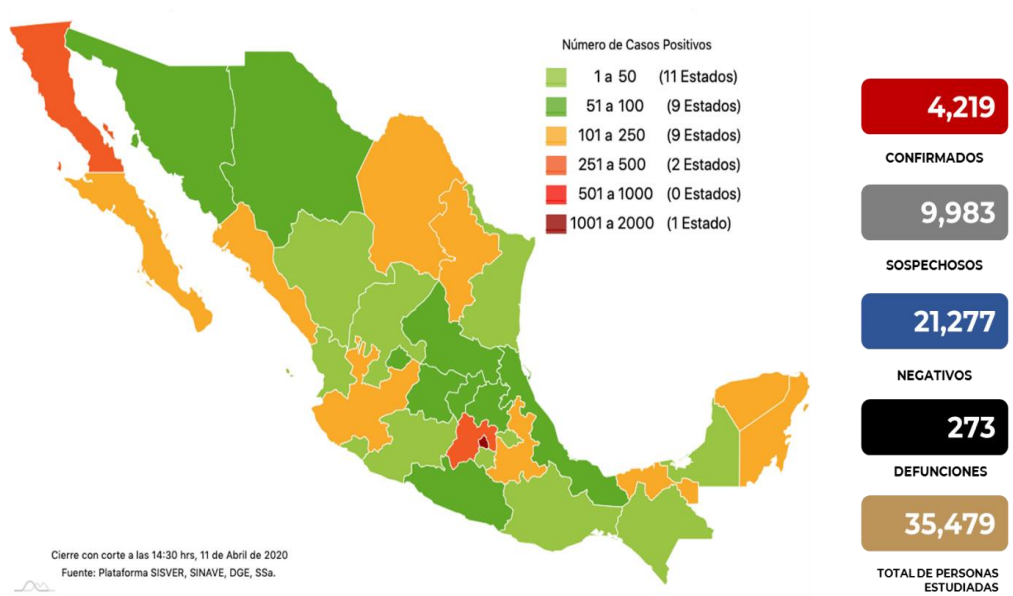 Número de Casos Positivos
1 a 50 (11 Estados)
51 a 100 (9 Estados)
101 a 250 (9 Estados)
251 a 500 (2 Estados)
501 a 1000 (0 Estados)
1001 a 2000 (1 Estado)
4,219
CONFIRMADOS
9,983
SOSPECHOSOS
21,277
NEGATIVOS
273
DEFUNCIONES
35,479
TOTAL DE PERSONAS
ESTUDIADAS
Cierre con corte a las 14:30 hrs, 11 de Abril de 2020
Fuente: Plataforma SISVER, SINAVE, DGE, SSa.